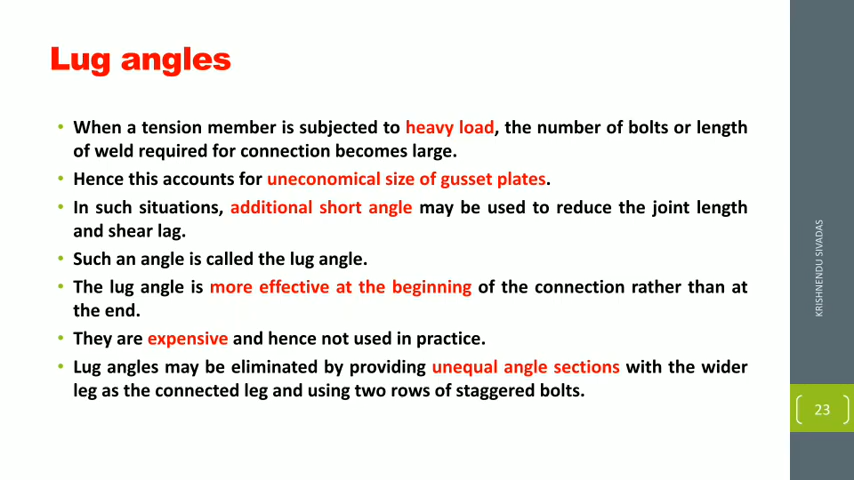 Lug angles
• When a tension member is subjected to heavy load, the number of bolts or length
of weld required for connection becomes large.
• Hence this accounts for uneconomical size of gusset plates.
• In such situations, additional short angle may be used to reduce the joint length
and shear lag.
• Such an angle is called the lug angle.
• The lug angle is more effective at the beginning of the connection rather than at
the end.
• They are expensive and hence not used in practice.
• Lug angles may be eliminated by providing unequal angle sections with the wider
leg as the connected leg and using two rows of staggered bolts.
KRISHNENDU SIVADAS
23